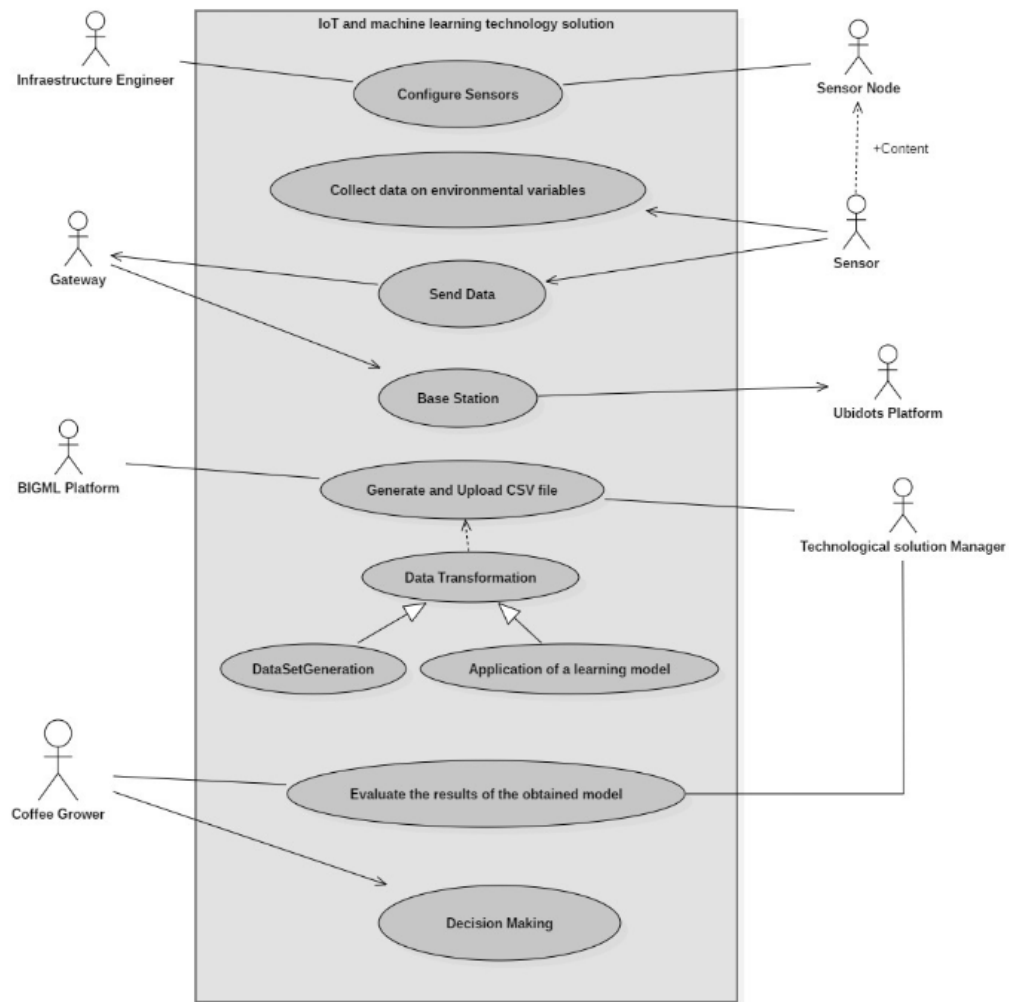 IoT and machine learning technology solution
Infraestructure Engineer
Configure Sensors
Sensor Node
+Content
Collect data on environmental variables
Gateway
Send Data
Sensor
Base Station
Ubidots Platform
BIGML Platform
Generate and Upload CSV file
Technological solution Manager
Data Transformation
DataSetGeneration
Application of a learning model
Coffee Grower
Evaluate the results of the obtained model
Decision Making